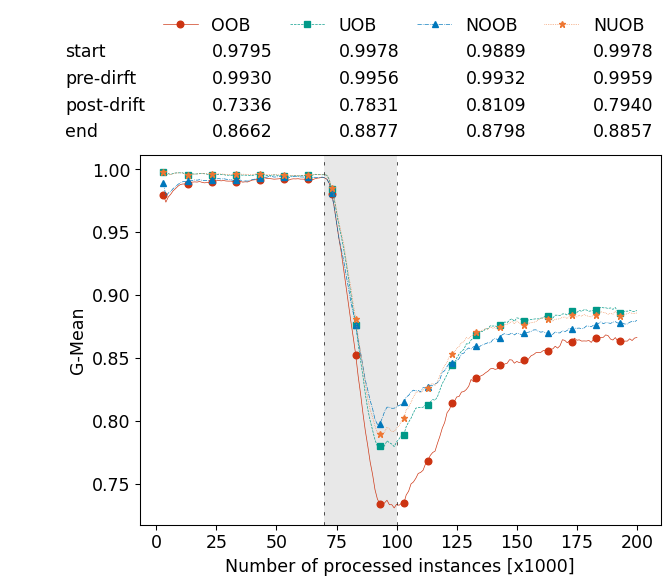 OOB UOB NOOB NUOB
start 0.9795 0.9978 0.9889 0.9978
pre-dirft 0.9930 0.9956 0.9932 0.9959
post-drift 0.7336 0.7831 0.8109 0.7940
end 0.8662 0.8877 0.8798 0.8857
1.00
0.95
0.90
0.85
0.80
0.75
G-Mean
0 25 50 75 100 125 150 175 200
Number of processed instances [x1000]